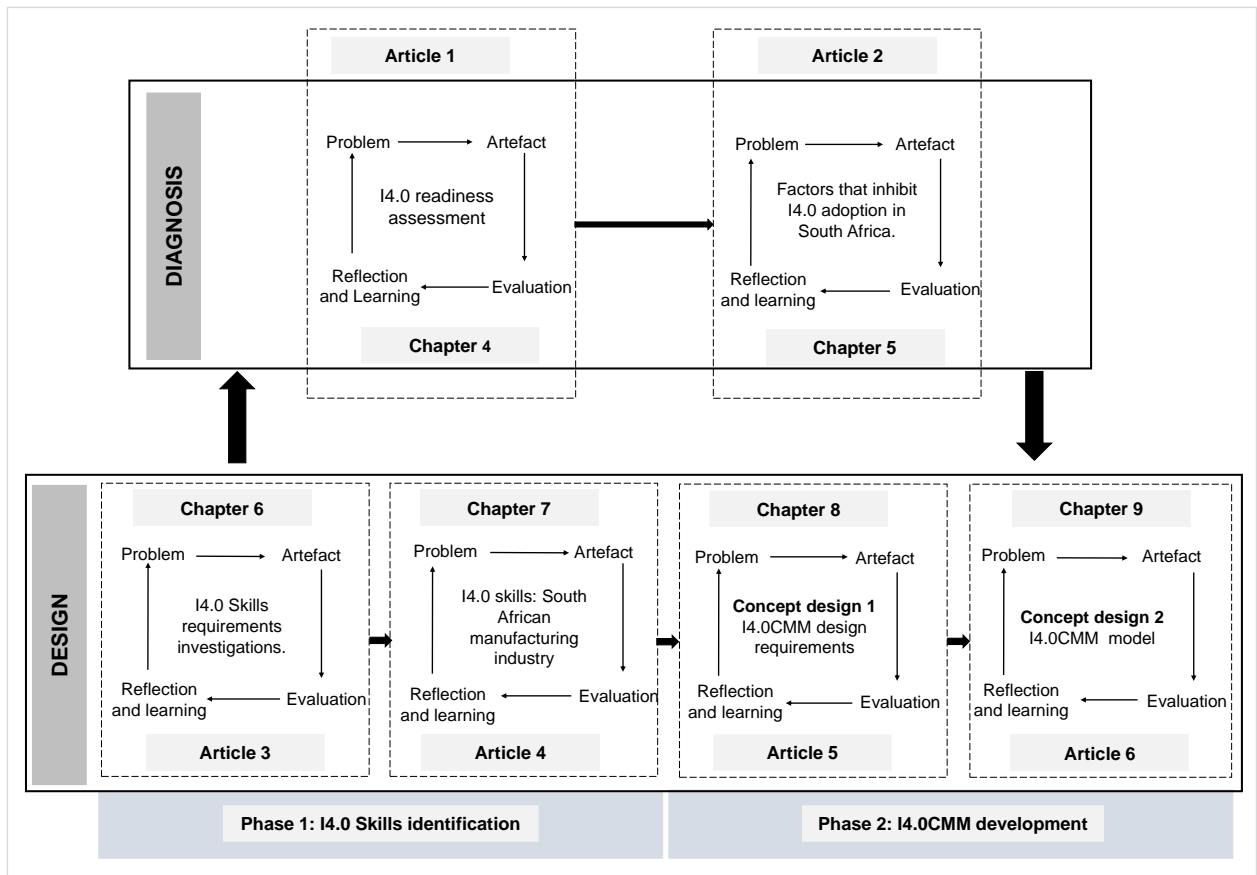 Article 1
Article 2
DIAGNOSIS
Problem
Artefact
I4.0 readiness
assessment
Reflection
and Learning
Evaluation
Chapter 4
Problem
Artefact
Factors that inhibit
I4.0 adoption in
South Africa.
Reflection
and learning
Evaluation
Chapter 5
DESIGN
Chapter 6
Problem
Artefact
I4.0 Skills
requirements
investigations.
Reflection
and learning
Evaluation
Article 3
Chapter 7
Problem
Artefact
I4.0 skills: South
African
manufacturing
industry
Reflection
and learning
Evaluation
Article 4
Chapter 8
Problem
Artefact
Concept design 1
I4.0CMM design
requirements
Reflection
and learning
Evaluation
Article 5
Chapter 9
Problem
Artefact
Concept design 2
I4.0CMM model
Reflection
and learning
Evaluation
Article 6
Phase 1: I4.0 Skills identification
Phase 2: I4.0CMM development